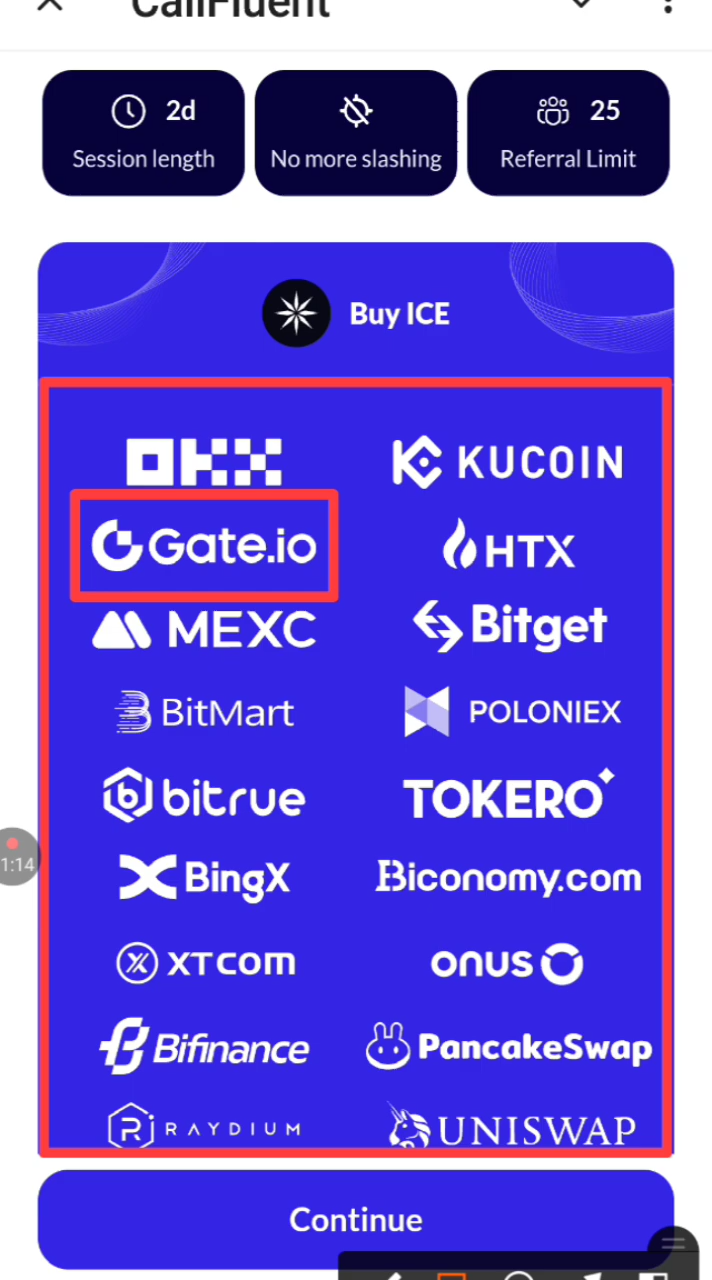 CallFluent
2d
Session length
No more slashing
25
Referral Limit
Buy ICE
OKX
KUCOIN
Gate.io
HTX
MEXC
Bitget
BitMart
POLONIEX
bitrue
TOKERO
BingX
Biconomy.com
XTCOM
onus
Bifinance
PancakeSwap
RAYDIUM
UNISWAP
1:14
Continue